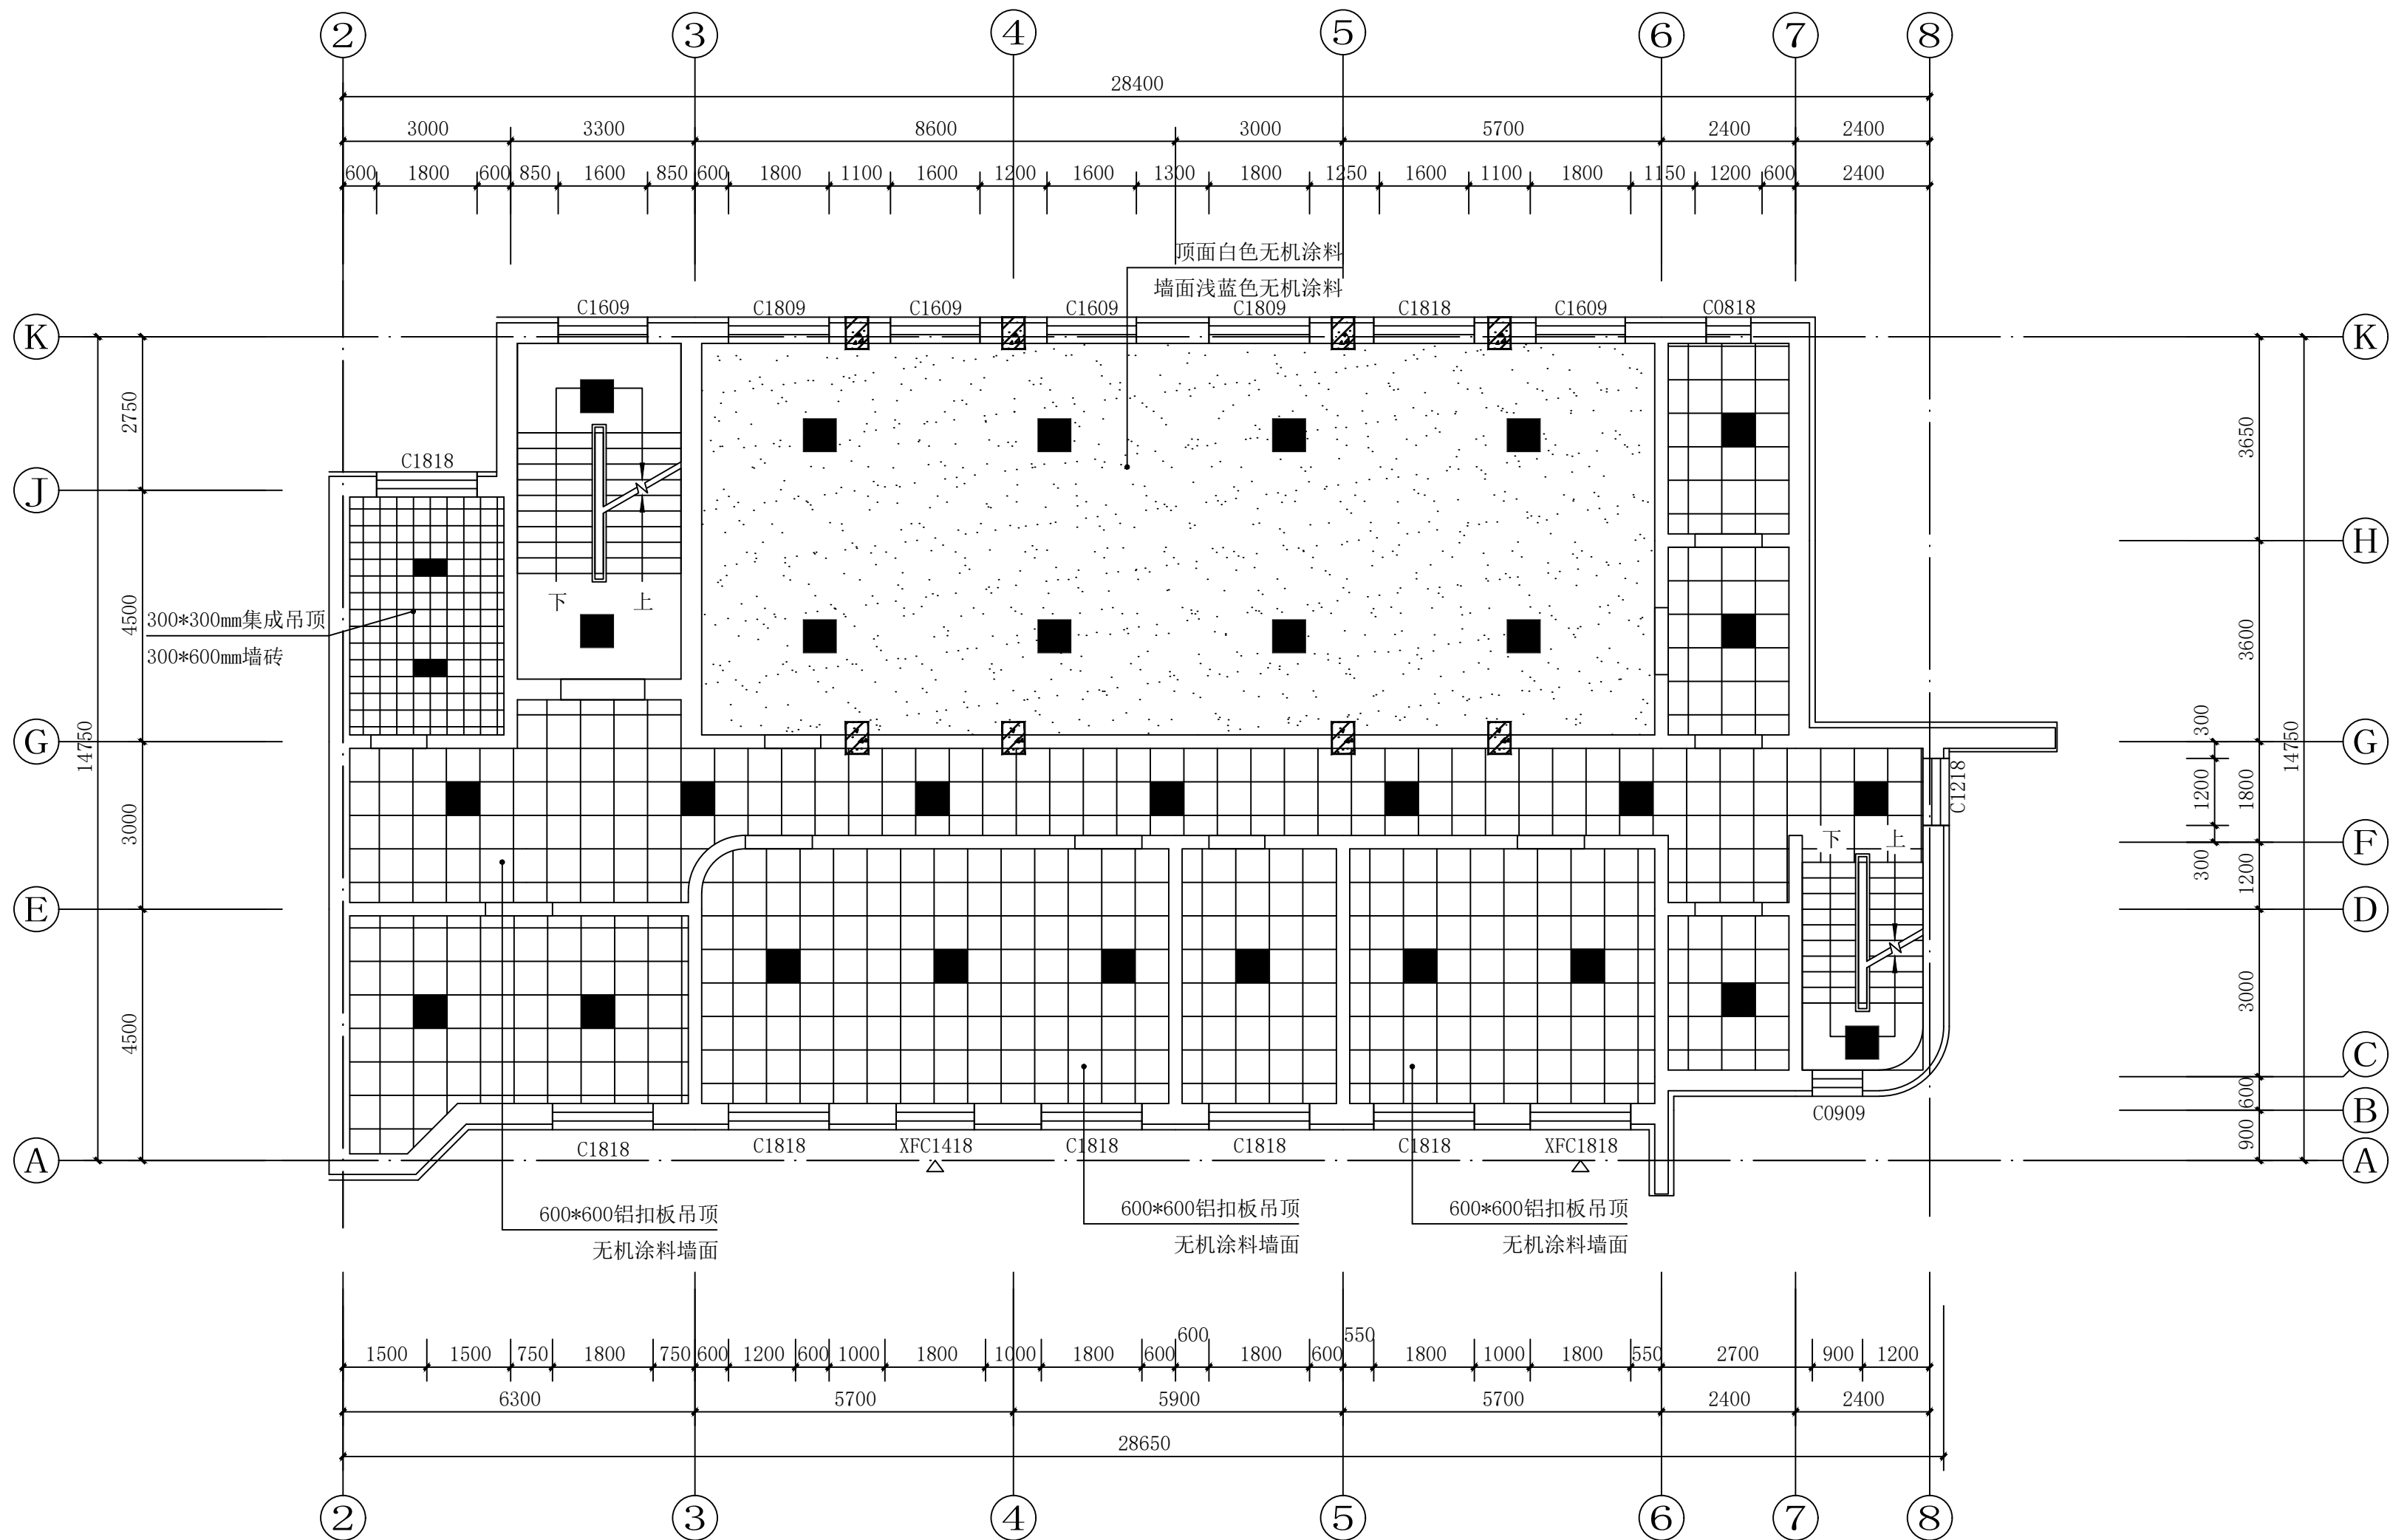 ② ③ ④ ⑤ ⑥ ⑦ ⑧
28400
3000 3300 8600 3000 5700 2400 2400
600 1800 600 850 1600 850 600 1800 1100 1600 1200 1600 1300 1800 1250 1600 1100 1800 1150 1200 600 2400
顶面白色无机涂料
墙面浅蓝色无机涂料
C1609 C1809 C1609 C1609 C1809 C1818 C1609 C0818
K K
2750 3650
C1818
J
H
4500 3600
下 上
300*300mm集成吊顶
300*600mm墙砖
14750 14750
G G
300
1200 1800
C1218
3000
下 上
F
300 1200
E D
4500 3000
C
600
B
C0909
900
A A
C1818 C1818 XFC1418 C1818 C1818 C1818 XFC1818
600*600铝扣板吊顶 600*600铝扣板吊顶 600*600铝扣板吊顶
无机涂料墙面 无机涂料墙面 无机涂料墙面
600 550
1500 1500 750 1800 750 600 1200 600 1000 1800 1000 1800 600 1800 600 1800 1000 1800 550 2700 900 1200
6300 5700 5900 5700 2400 2400
28650
② ③ ④ ⑤ ⑥ ⑦ ⑧